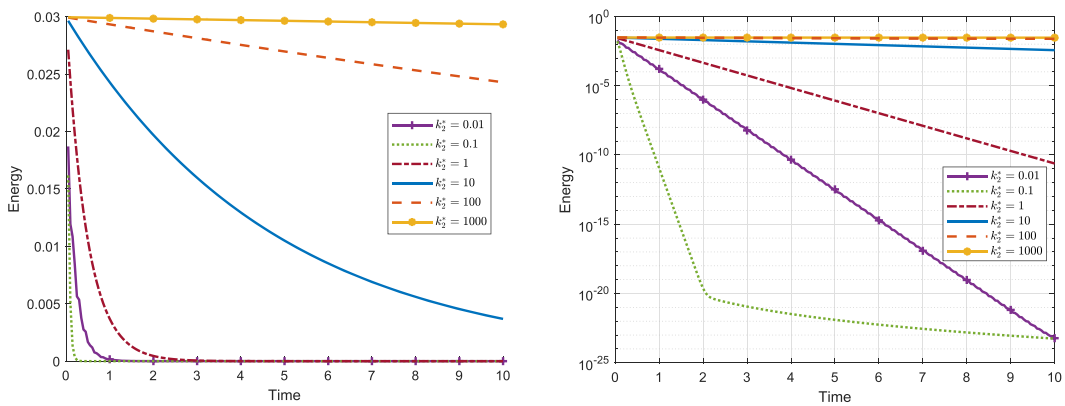 0.03
0.025
0.02
0.015
0.01
0.005
0
Energy
0 1 2 3 4 5 6 7 8 9 10
Time
k₂* = 0.01
k₂* = 0.1
k₂* = 1
k₂* = 10
k₂* = 100
k₂* = 1000
10⁰
10⁻⁵
10⁻¹⁰
10⁻¹⁵
10⁻²⁰
10⁻²⁵
Energy
0 1 2 3 4 5 6 7 8 9 10
Time
k₂* = 0.01
k₂* = 0.1
k₂* = 1
k₂* = 10
k₂* = 100
k₂* = 1000